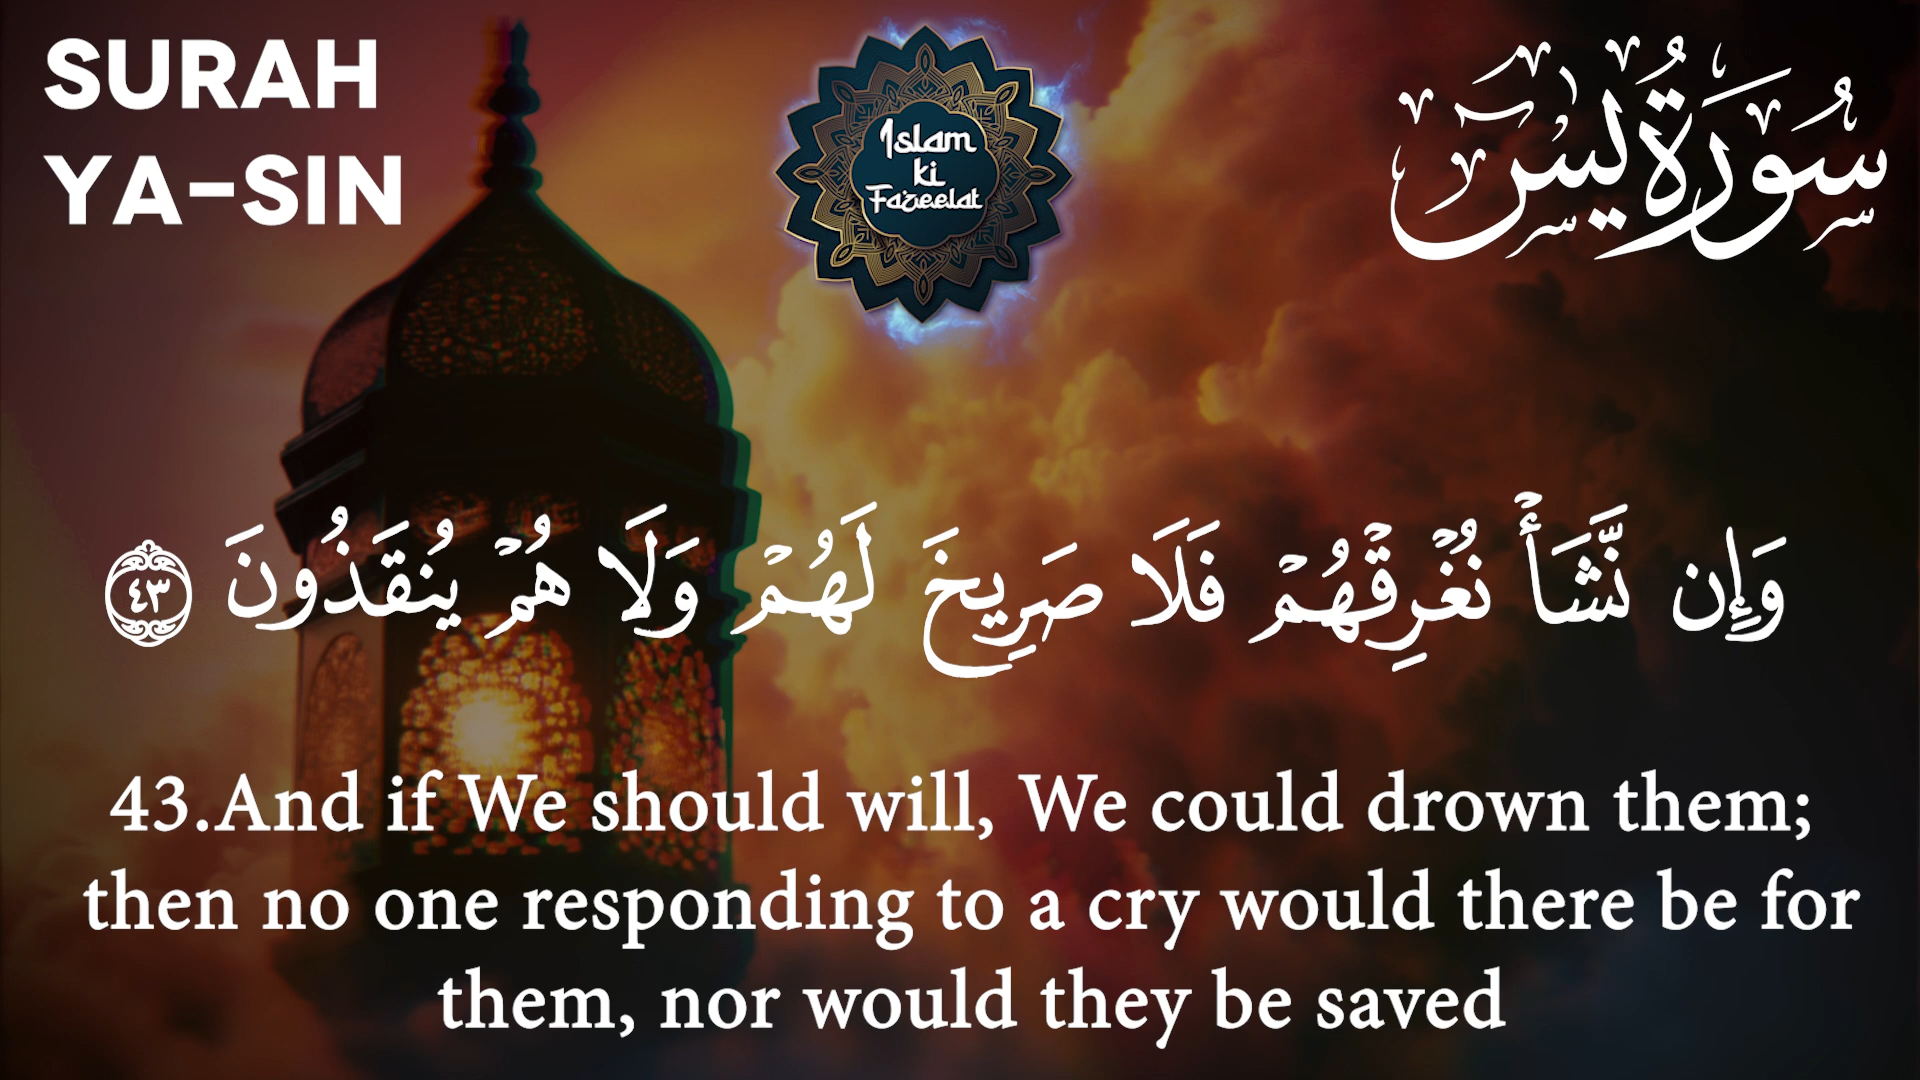 SURAH
YA-SIN
Islam
ki
Fazeelat
سُورَةُ يسٓ
وَإِن نَّشَأْ نُغْرِقْهُمْ فَلَا صَرِيخَ لَهُمْ وَلَا هُمْ يُنقَذُونَ ٤٣
43.And if We should will, We could drown them;
then no one responding to a cry would there be for
them, nor would they be saved